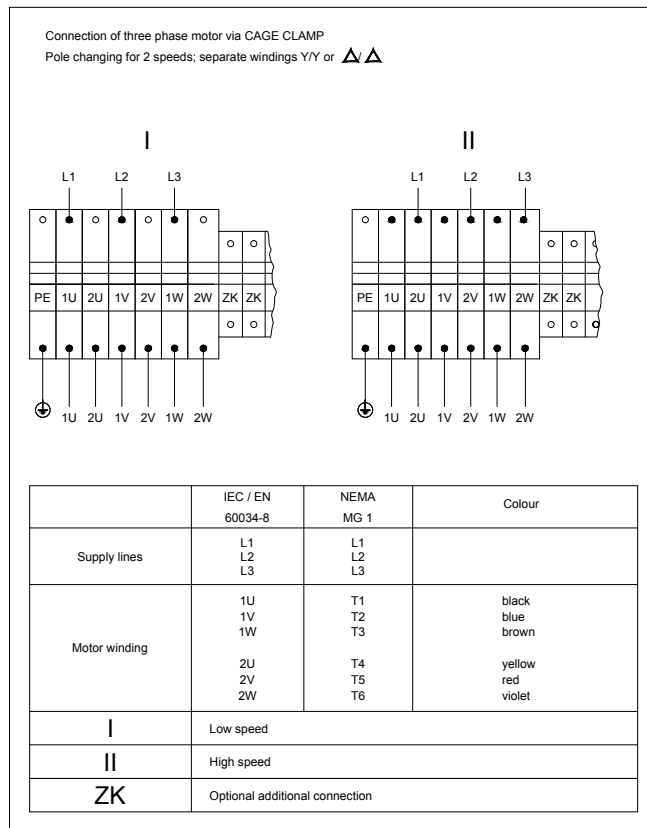 Connection of three phase motor via CAGE CLAMP
Pole changing for 2 speeds; separate windings Y/Y or Δ/Δ
I II
L1 L2 L3 L1 L2 L3
PE 1U 2U 1V 2V 1W 2W ZK ZK PE 1U 2U 1V 2V 1W 2W ZK ZK
1U 2U 1V 2V 1W 2W 1U 2U 1V 2V 1W 2W
IEC / EN NEMA Colour
60034-8 MG 1
Supply lines
L1 L1
L2 L2
L3 L3
Motor winding
1U T1 black
1V T2 blue
1W T3 brown
2U T4 yellow
2V T5 red
2W T6 violet
I Low speed
II High speed
ZK Optional additional connection